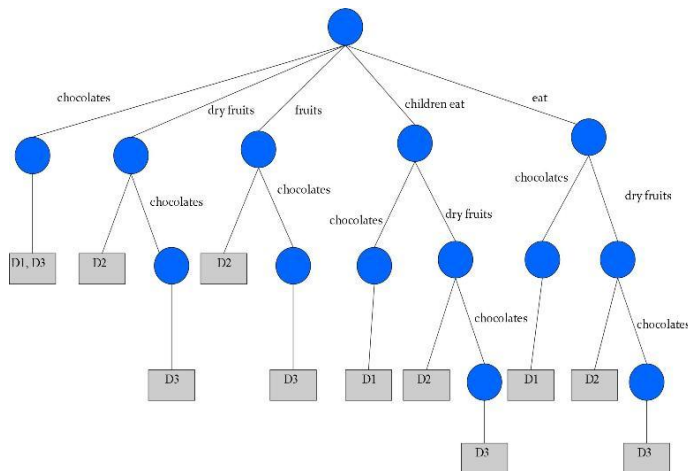 chocolates
dry fruits
fruits
children eat
eat
chocolates
chocolates
chocolates
dry fruits
chocolates
dry fruits
D1, D3
D2
D2
chocolates
chocolates
D3
D3
D1
D2
D1
D2
D3
D3